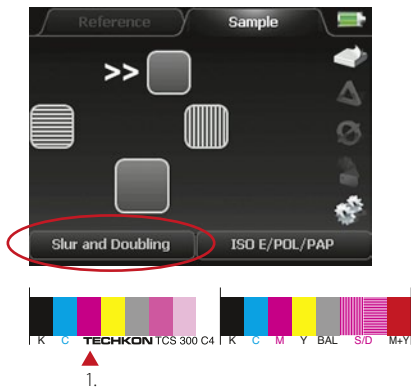 Reference Sample
>>
Slur and Doubling ISO E/POL/PAP
K C TECHKON TCS 300 C4 K C M Y BAL S/D M+Y
1.